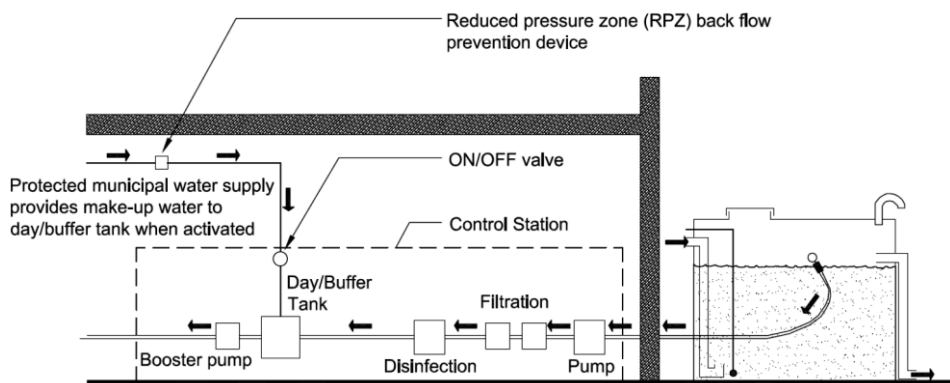 Reduced pressure zone (RPZ) back flow
prevention device
ON/OFF valve
Protected municipal water supply
provides make-up water to
day/buffer tank when activated
Control Station
Day/Buffer
Tank
Filtration
Booster pump
Disinfection
Pump